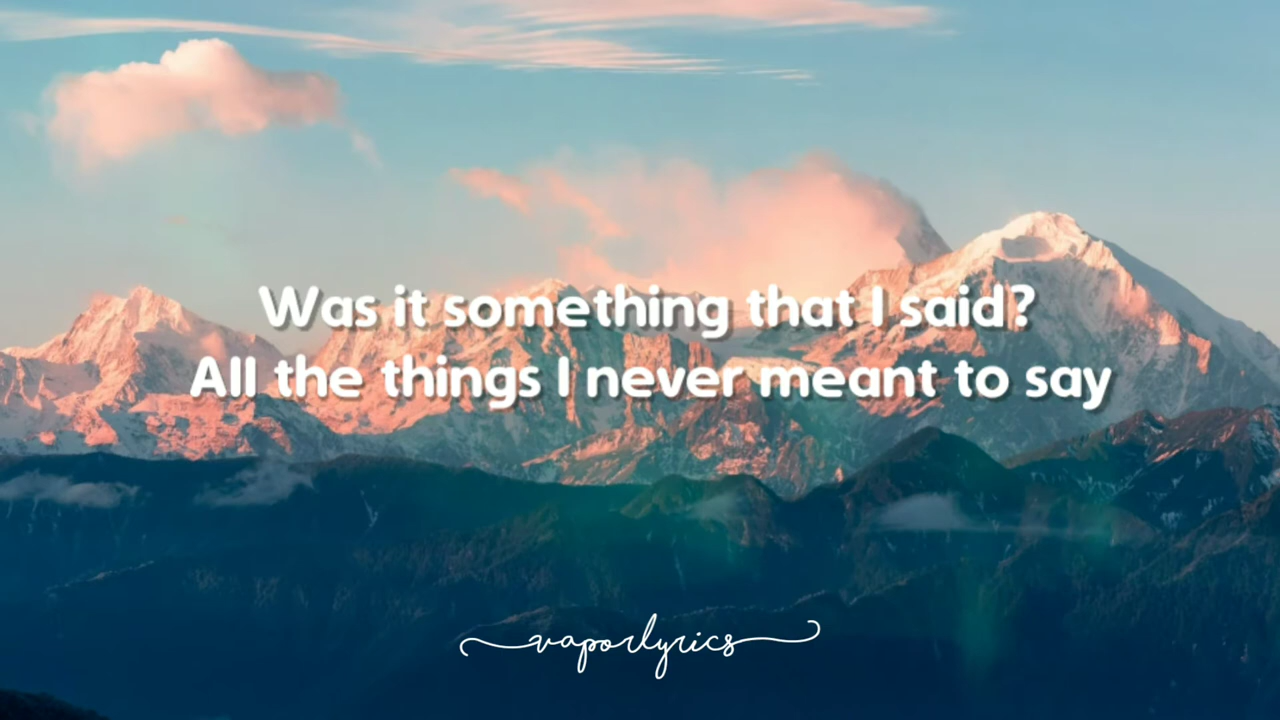 Was it something that I said?
All the things I never meant to say
vaporlyrics